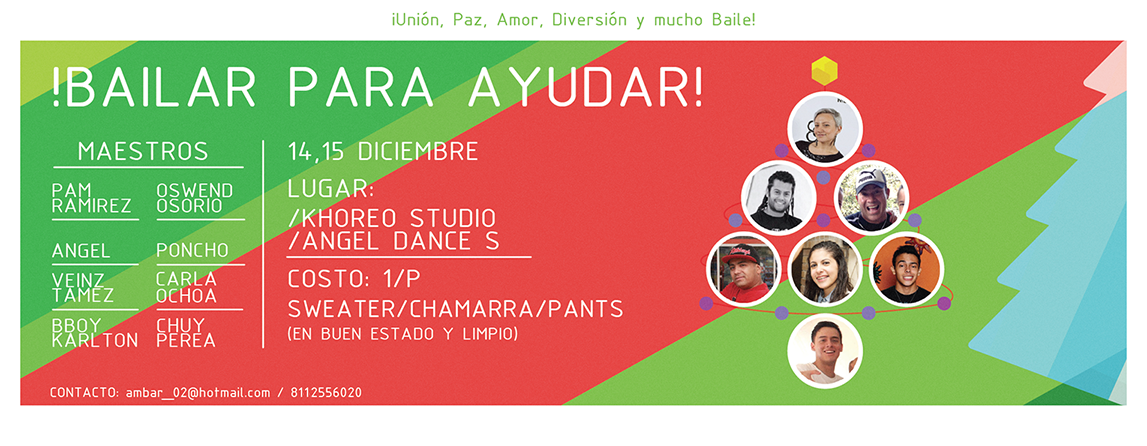 ¡Unión, Paz, Amor, Diversión y mucho Baile!
!BAILAR PARA AYUDAR!
MAESTROS
PAM
RAMIREZ
OSWEND
OSORIO
ANGEL
PONCHO
VEINZ
TAMEZ
CARLA
OCHOA
BBOY
KARLTON
CHUY
PEREA
14,15 DICIEMBRE
LUGAR:
/KHOREO STUDIO
/ANGEL DANCE S
COSTO: 1/P
SWEATER/CHAMARRA/PANTS
(EN BUEN ESTADO Y LIMPIO)
CONTACTO: ambar_02@hotmail.com / 8112556020